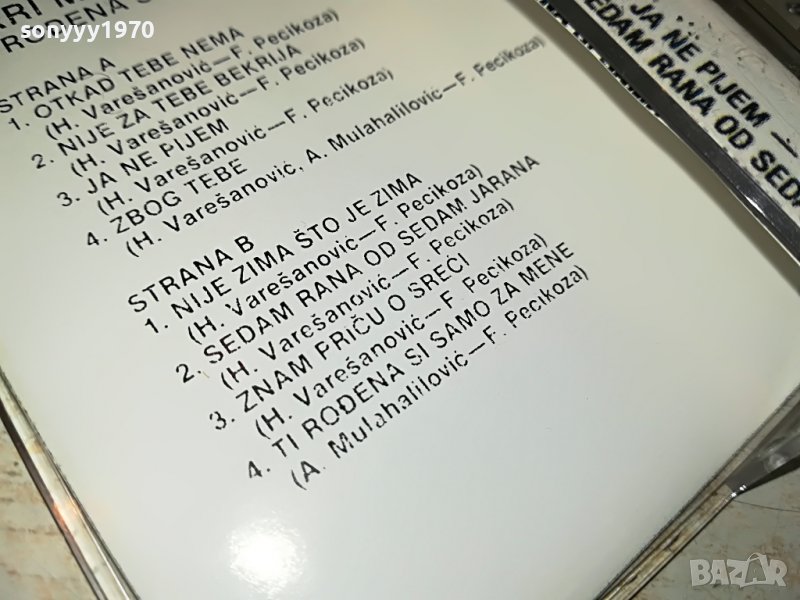 sonyyy1970
ROĐENA S
STRANA A
1. OTKAD TEBE NEMA
(H. Varešanović—F. Pecikoza)
2. NIJE ZA TEBE BEKRIJA
(H. Varešanović—F. Pecikoza)
3. JA NE PIJEM
(H. Varešanović—F. Pecikoza)
4. ZBOG TEBE
(H. Varešanović, A. Mulahalilović—F. Pecikoza)
STRANA B
1. NIJE ZIMA ŠTO JE ZIMA
(H. Varešanović—F. Pecikoza)
2. SEDAM RANA OD SEDAM JARANA
(H. Varešanović—F. Pecikoza)
3. ZNAM PRIČU O SREĆI
(H. Varešanović—F. Pecikoza)
4. TI ROĐENA SI SAMO ZA MENE
(A. Mulahalilović—F. Pecikoza)
JA NE PIJEM —
SEDAM RANA OD SEDA
BAZAR